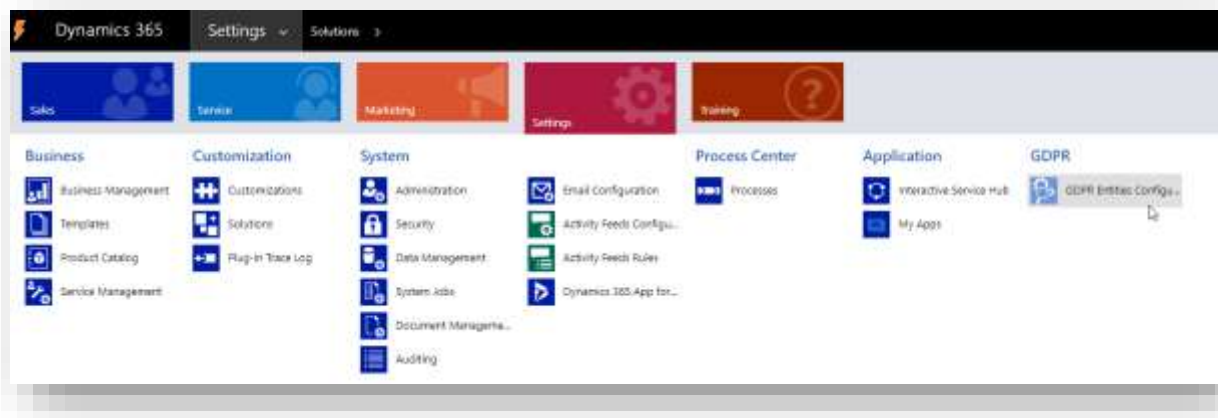 Dynamics 365 Settings Solutions
Sales Service Marketing Settings Training
Business Customization System Process Center Application GDPR
Business Management Customizations Administration Email Configuration Processes Interactive Service Hub GDPR Entities Configu...
Templates Solutions Security Activity Feeds Configu... My Apps
Product Catalog Plug-In Trace Log Data Management Activity Feeds Rules
Service Management System Jobs Dynamics 365 App for...
Document Manageme...
Auditing